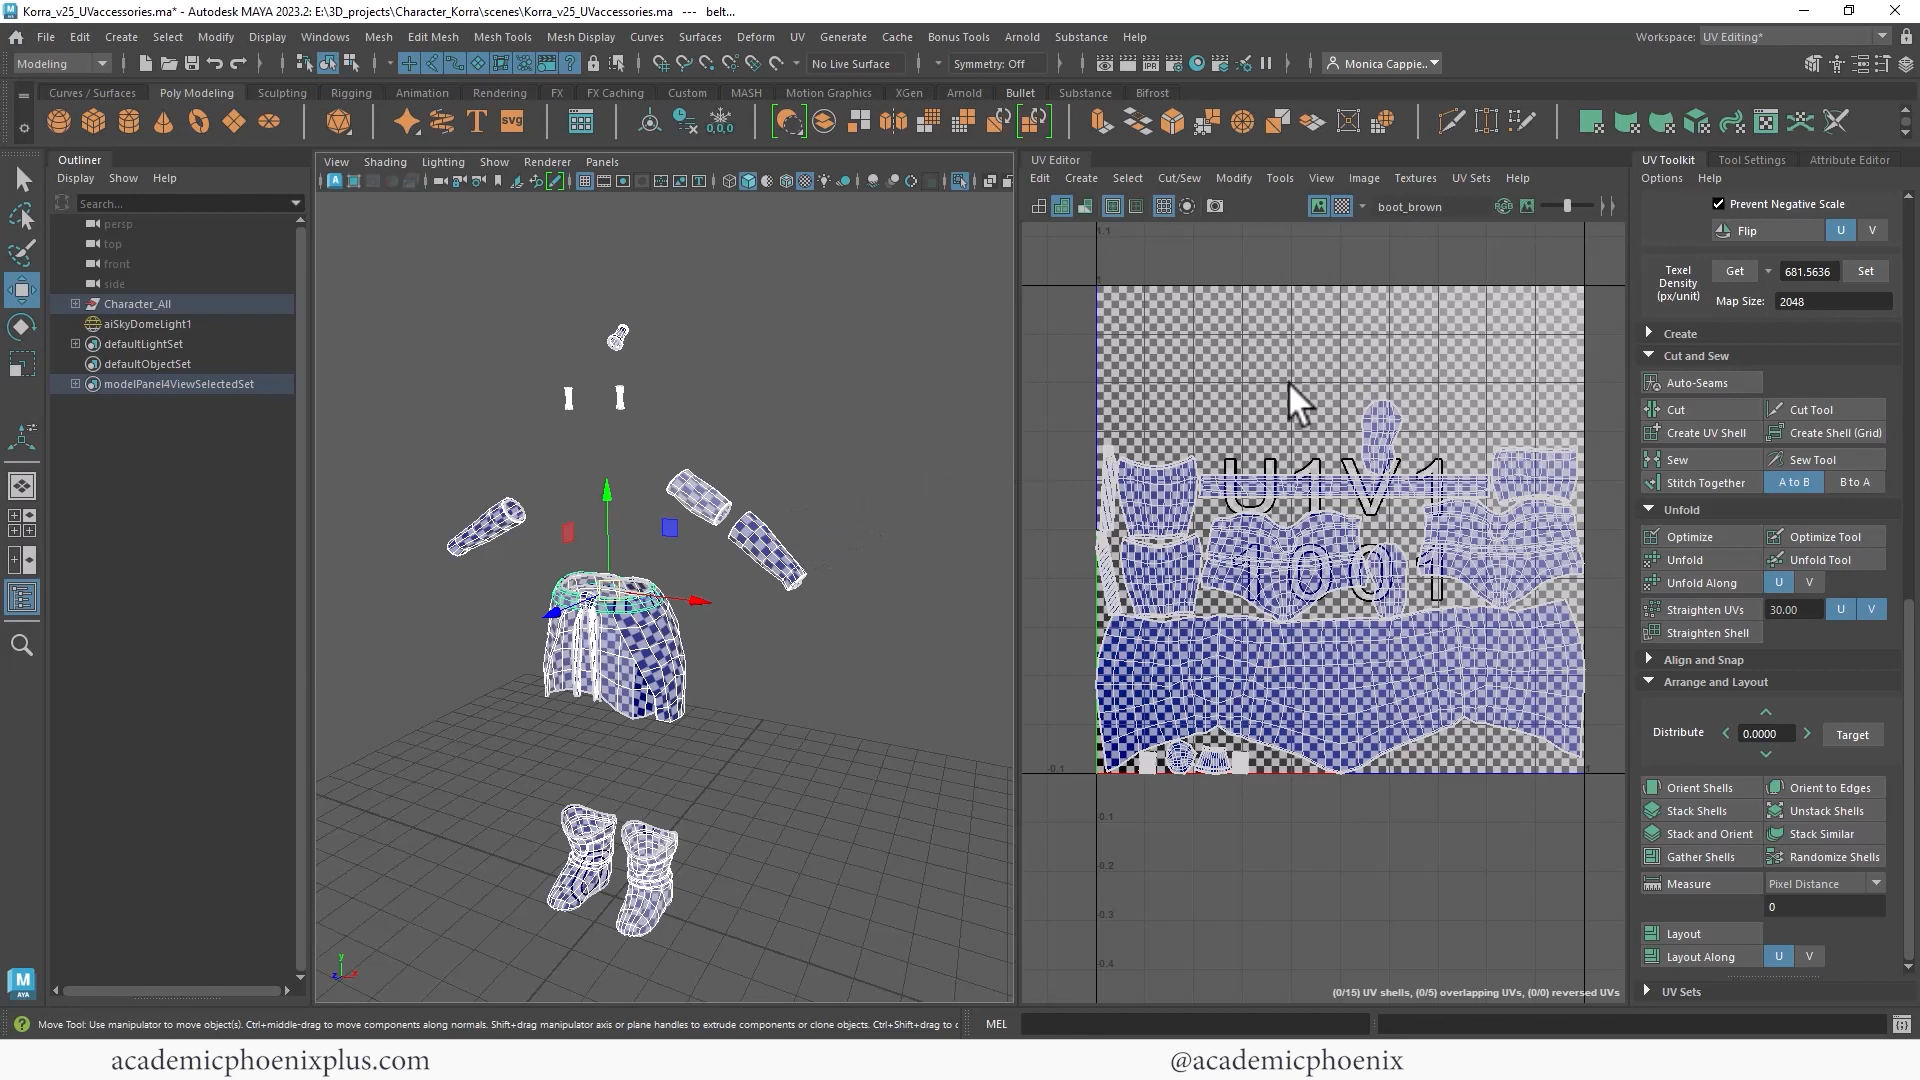 Korra_v25_UVaccessories.ma* - Autodesk MAYA 2023.2: E:\3D_projects\Character_Korra\scenes\Korra_v25_UVaccessories.ma --- belt...
File Edit Create Select Modify Display Windows Mesh Edit Mesh Mesh Tools Mesh Display Curves Surfaces Deform UV Generate Cache Bonus Tools Arnold Substance Help
Workspace: UV Editing*
Modeling No Live Surface Symmetry: Off Monica Cappie...
Curves / Surfaces Poly Modeling Sculpting Rigging Animation Rendering FX FX Caching Custom MASH Motion Graphics XGen Arnold Bullet Substance Bifrost
Outliner
Display Show Help
Search...
persp
top
front
side
Character_All
aiSkyDomeLight1
defaultLightSet
defaultObjectSet
modelPanel4ViewSelectedSet
View Shading Lighting Show Renderer Panels
UV Editor
Edit Create Select Cut/Sew Modify Tools View Image Textures UV Sets Help
boot_brown
U1V1
1001
(0/15) UV shells, (0/5) overlapping UVs, (0/0) reversed UVs
UV Toolkit Tool Settings Attribute Editor
Options Help
Prevent Negative Scale
Flip U V
Texel Density (px/unit) Get 681.5636 Set
Map Size: 2048
Create
Cut and Sew
Auto-Seams
Cut Cut Tool
Create UV Shell Create Shell (Grid)
Sew Sew Tool
Stitch Together A to B B to A
Unfold
Optimize Optimize Tool
Unfold Unfold Tool
Unfold Along U V
Straighten UVs 30.00 U V
Straighten Shell
Align and Snap
Arrange and Layout
Distribute 0.0000 Target
Orient Shells Orient to Edges
Stack Shells Unstack Shells
Stack and Orient Stack Similar
Gather Shells Randomize Shells
Measure Pixel Distance
0
Layout
Layout Along U V
UV Sets
Move Tool: Use manipulator to move object(s). Ctrl+middle-drag to move components along normals. Shift+drag manipulator axis or plane handles to extrude components or clone objects. Ctrl+Shift+drag to c
MEL
academicphoenixplus.com
@academicphoenix